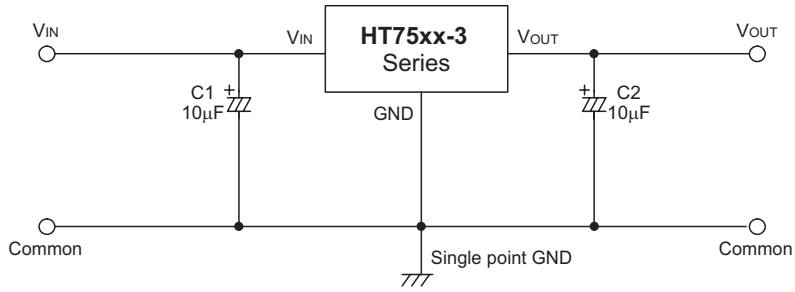 VIN
VIN
HT75xx-3
Series
VOUT
VOUT
C1
10μF
GND
C2
10μF
Common
Single point GND
Common